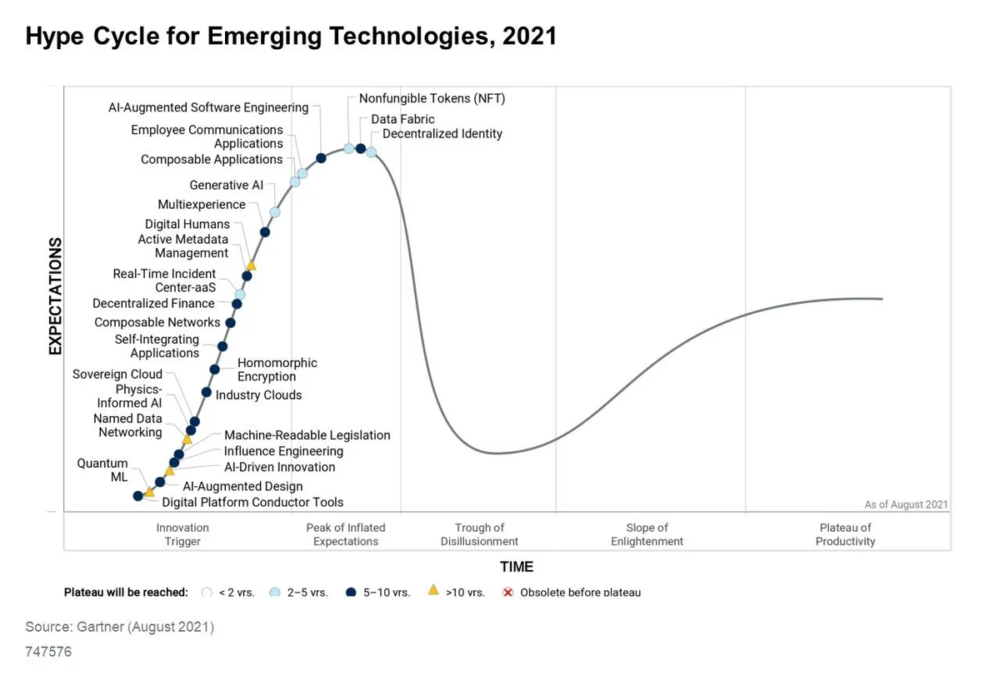 Hype Cycle for Emerging Technologies, 2021
Nonfungible Tokens (NFT)
AI-Augmented Software Engineering
Data Fabric
Employee Communications
Applications
Decentralized Identity
Composable Applications
Generative AI
Multiexperience
Digital Humans
Active Metadata
Management
Real-Time Incident
Center-aaS
Decentralized Finance
Composable Networks
Self-Integrating
Applications
Homomorphic
Encryption
Sovereign Cloud
Physics-
Informed AI
Industry Clouds
Named Data
Networking
Machine-Readable Legislation
Influence Engineering
Quantum
ML
AI-Driven Innovation
AI-Augmented Design
Digital Platform Conductor Tools
EXPECTATIONS
As of August 2021
Innovation
Trigger
Peak of Inflated
Expectations
Trough of
Disillusionment
Slope of
Enlightenment
Plateau of
Productivity
TIME
Plateau will be reached: < 2 yrs. 2–5 yrs. 5–10 yrs. >10 yrs. Obsolete before plateau
Source: Gartner (August 2021)
747576